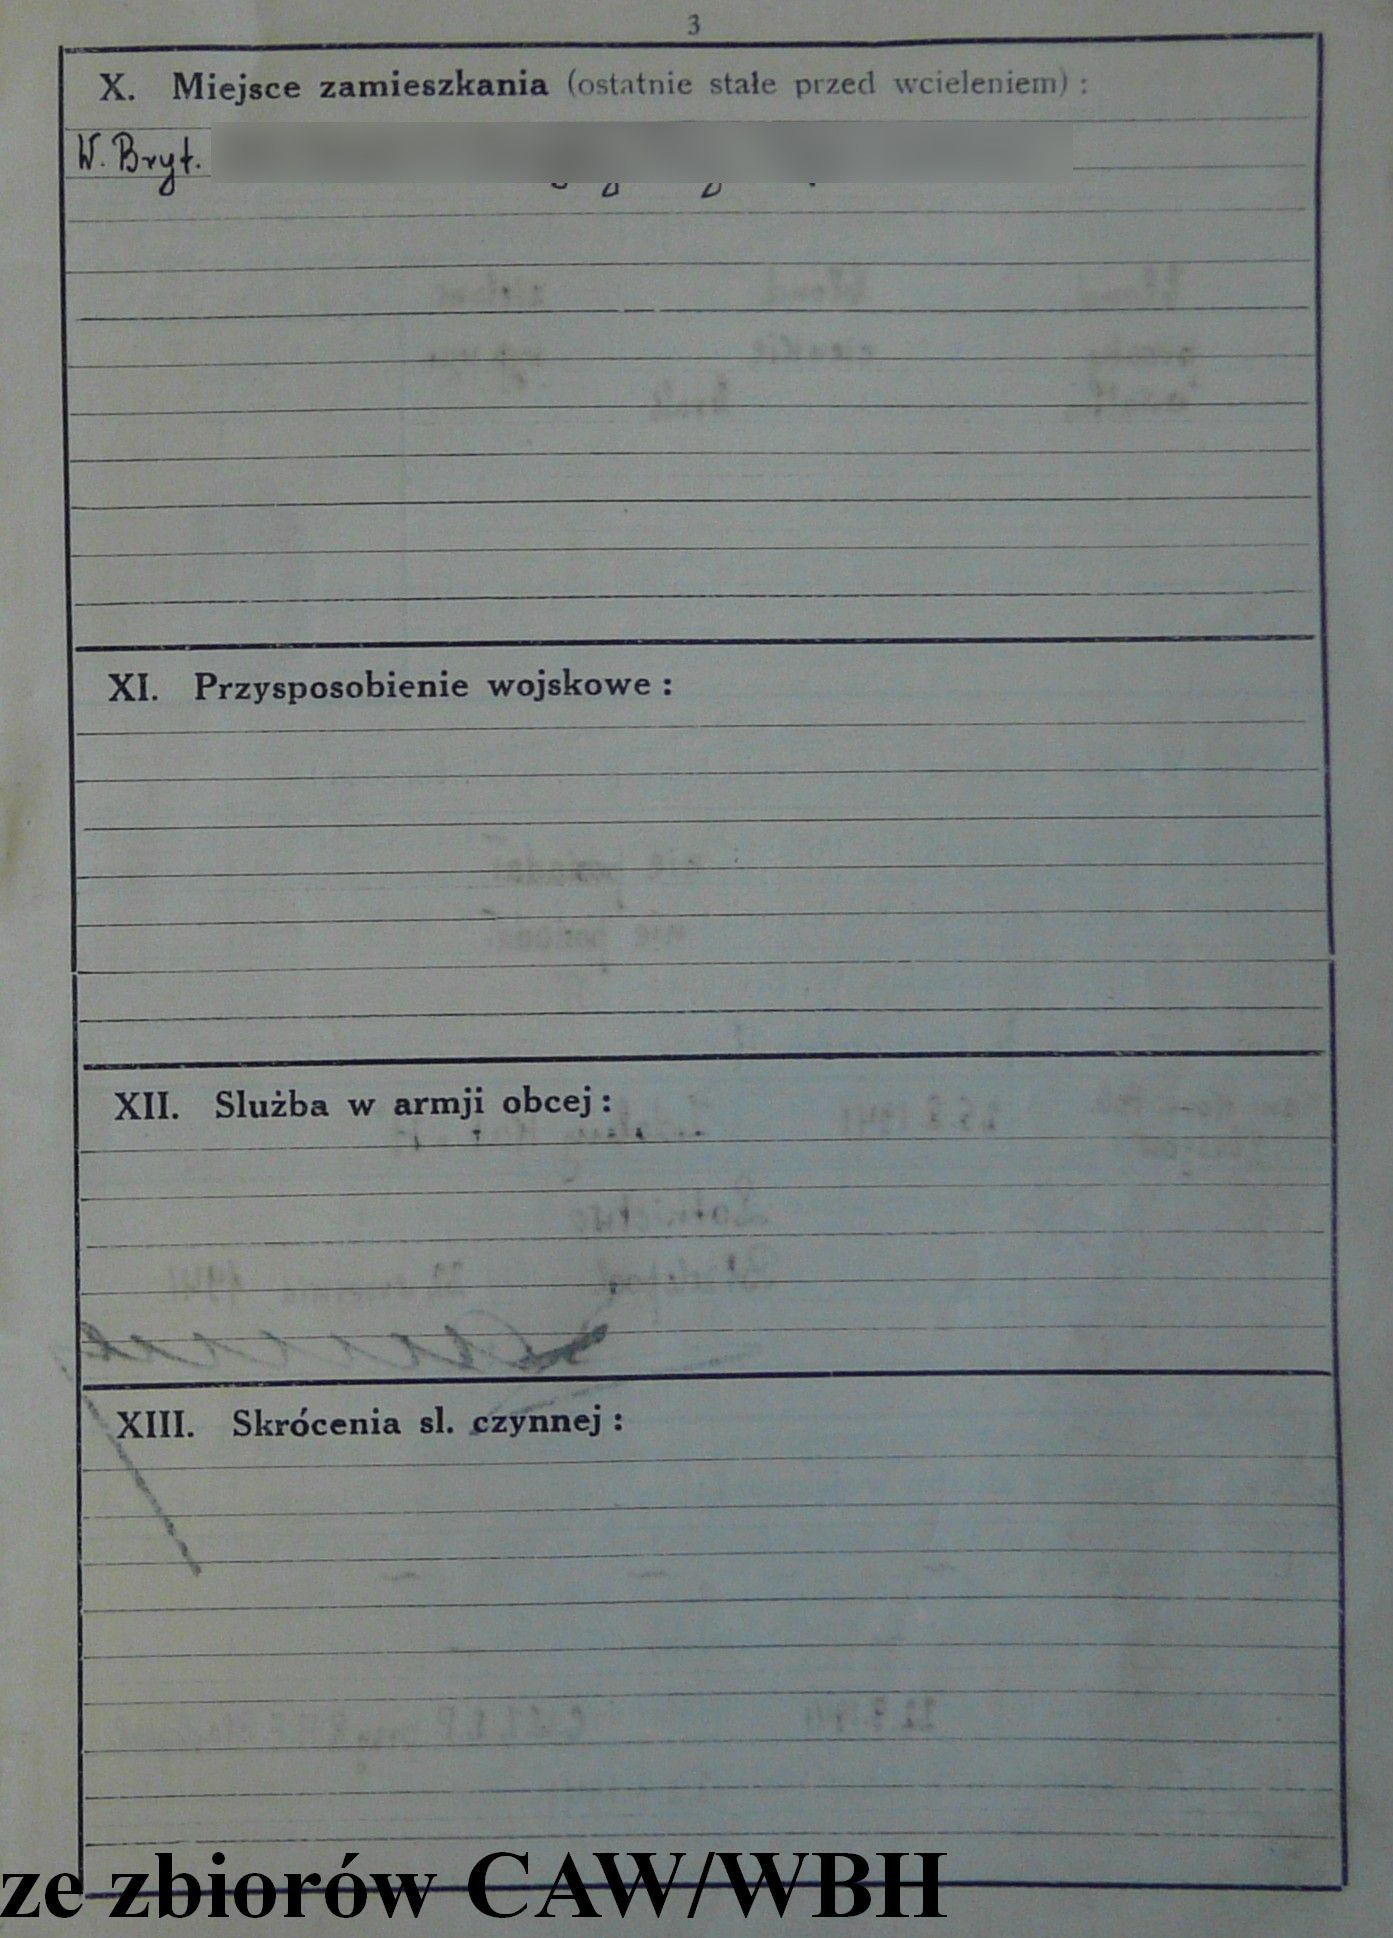 3
X. Miejsce zamieszkania (ostatnie stałe przed wcieleniem) :
W. Bryt.
XI. Przysposobienie wojskowe :
XII. Służba w armji obcej :
XIII. Skrócenia sl. czynnej :
ze zbiorów CAW/WBH